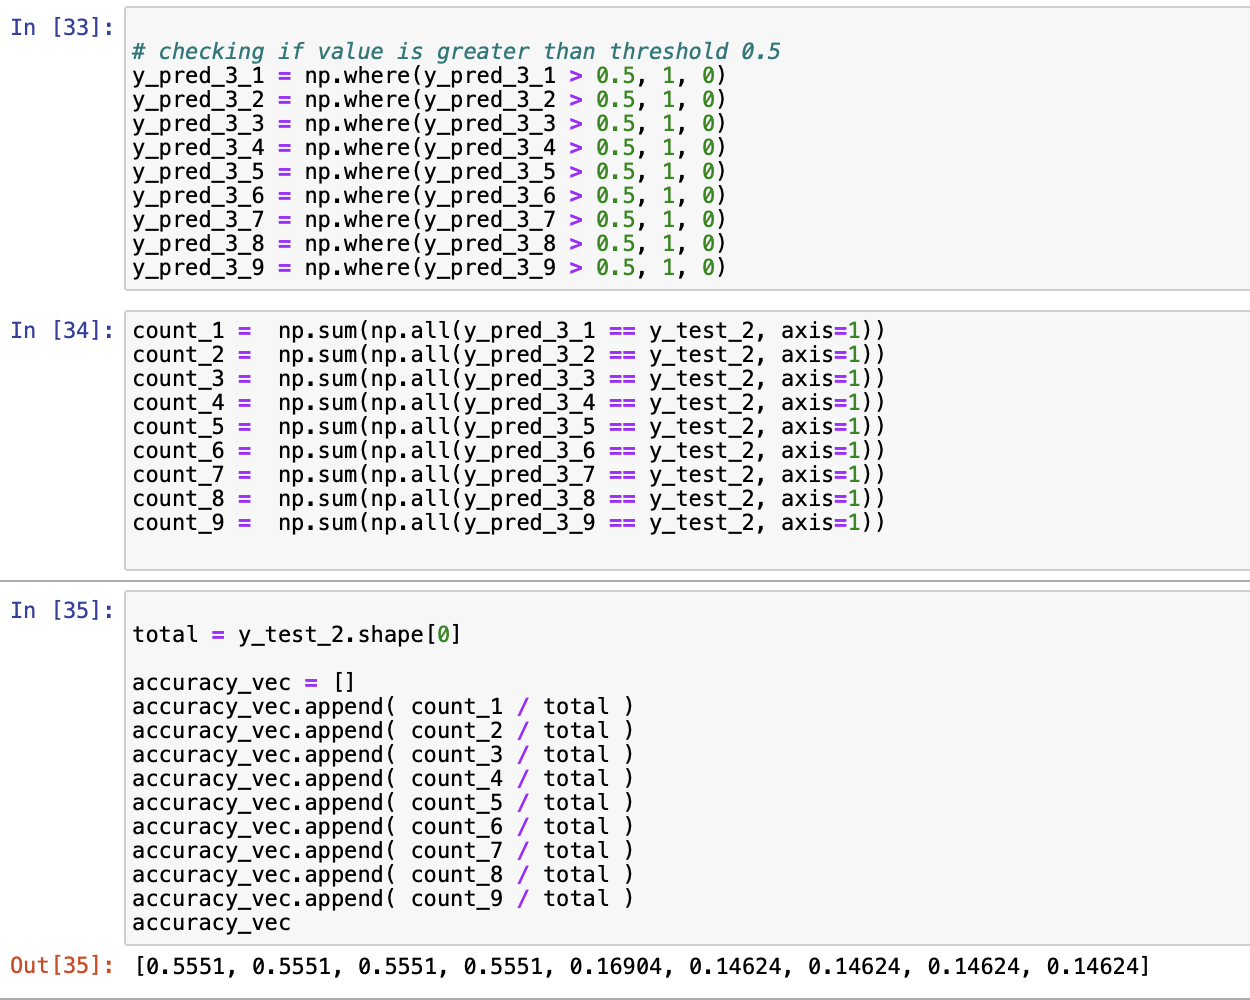 In [33]:
# checking if value is greater than threshold 0.5
y_pred_3_1 = np.where(y_pred_3_1 > 0.5, 1, 0)
y_pred_3_2 = np.where(y_pred_3_2 > 0.5, 1, 0)
y_pred_3_3 = np.where(y_pred_3_3 > 0.5, 1, 0)
y_pred_3_4 = np.where(y_pred_3_4 > 0.5, 1, 0)
y_pred_3_5 = np.where(y_pred_3_5 > 0.5, 1, 0)
y_pred_3_6 = np.where(y_pred_3_6 > 0.5, 1, 0)
y_pred_3_7 = np.where(y_pred_3_7 > 0.5, 1, 0)
y_pred_3_8 = np.where(y_pred_3_8 > 0.5, 1, 0)
y_pred_3_9 = np.where(y_pred_3_9 > 0.5, 1, 0)
In [34]: count_1 =  np.sum(np.all(y_pred_3_1 == y_test_2, axis=1))
count_2 =  np.sum(np.all(y_pred_3_2 == y_test_2, axis=1))
count_3 =  np.sum(np.all(y_pred_3_3 == y_test_2, axis=1))
count_4 =  np.sum(np.all(y_pred_3_4 == y_test_2, axis=1))
count_5 =  np.sum(np.all(y_pred_3_5 == y_test_2, axis=1))
count_6 =  np.sum(np.all(y_pred_3_6 == y_test_2, axis=1))
count_7 =  np.sum(np.all(y_pred_3_7 == y_test_2, axis=1))
count_8 =  np.sum(np.all(y_pred_3_8 == y_test_2, axis=1))
count_9 =  np.sum(np.all(y_pred_3_9 == y_test_2, axis=1))
In [35]:
total = y_test_2.shape[0]
accuracy_vec = []
accuracy_vec.append( count_1 / total )
accuracy_vec.append( count_2 / total )
accuracy_vec.append( count_3 / total )
accuracy_vec.append( count_4 / total )
accuracy_vec.append( count_5 / total )
accuracy_vec.append( count_6 / total )
accuracy_vec.append( count_7 / total )
accuracy_vec.append( count_8 / total )
accuracy_vec.append( count_9 / total )
accuracy_vec
Out[35]: [0.5551, 0.5551, 0.5551, 0.5551, 0.16904, 0.14624, 0.14624, 0.14624, 0.14624]